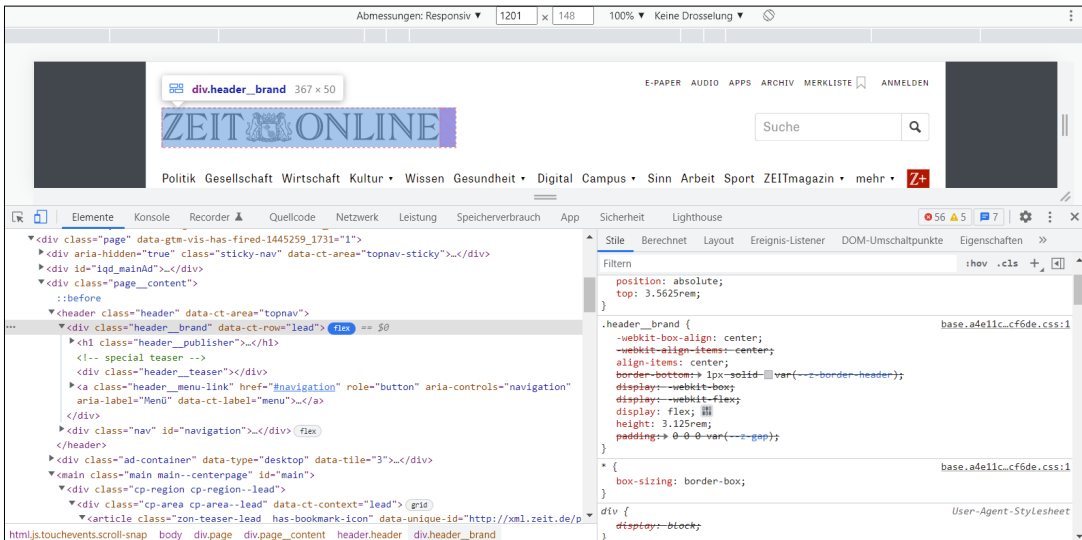 Abmessungen: Responsiv ▼ 1201 × 148 100% ▼ Keine Drosselung ▼
div.header__brand 367 × 50
E-PAPER AUDIO APPS ARCHIV MERKLISTE ANMELDEN
ZEIT ONLINE
Suche
Politik Gesellschaft Wirtschaft Kultur • Wissen Gesundheit • Digital Campus • Sinn Arbeit Sport ZEITmagazin • mehr • Z+
Elemente Konsole Recorder Quellcode Netzwerk Leistung Speicherverbrauch App Sicherheit Lighthouse 56 5 7
▼<div class="page" data-gtm-vis-has-fired-1445259_1731="1">
▶<div aria-hidden="true" class="sticky-nav" data-ct-area="topnav-sticky">…</div>
▶<div id="iqd_mainAd">…</div>
▼<div class="page__content">
::before
▼<header class="header" data-ct-area="topnav">
▼<div class="header__brand" data-ct-row="lead"> flex == $0
▶<h1 class="header__publisher">…</h1>
<!-- special teaser -->
<div class="header__teaser"></div>
▶<a class="header__menu-link" href="#navigation" role="button" aria-controls="navigation"
aria-label="Menü" data-ct-label="menu">…</a>
</div>
▶<div class="nav" id="navigation">…</div> flex
</header>
▶<div class="ad-container" data-type="desktop" data-tile="3">…</div>
▼<main class="main main--centerpage" id="main">
▼<div class="cp-region cp-region--lead">
▼<div class="cp-area cp-area--lead" data-ct-context="lead"> grid
▼<article class="zon-teaser-lead has-bookmark-icon" data-unique-id="http://xml.zeit.de/p
html.js.touchevents.scroll-snap body div.page div.page__content header.header div.header__brand
Stile Berechnet Layout Ereignis-Listener DOM-Umschaltpunkte Eigenschaften »
Filtern :hov .cls +
position: absolute;
top: 3.5625rem;
}
.header__brand { base.a4e11c…cf6de.css:1
-webkit-box-align: center;
-webkit-align-items: center;
align-items: center;
border-bottom:▶ 1px solid var(--z-border-header);
display: -webkit-box;
display: -webkit-flex;
display: flex;
height: 3.125rem;
padding:▶ 0 0 0 var(--z-gap);
}
* { base.a4e11c…cf6de.css:1
box-sizing: border-box;
}
div { User-Agent-Stylesheet
display: block;
}